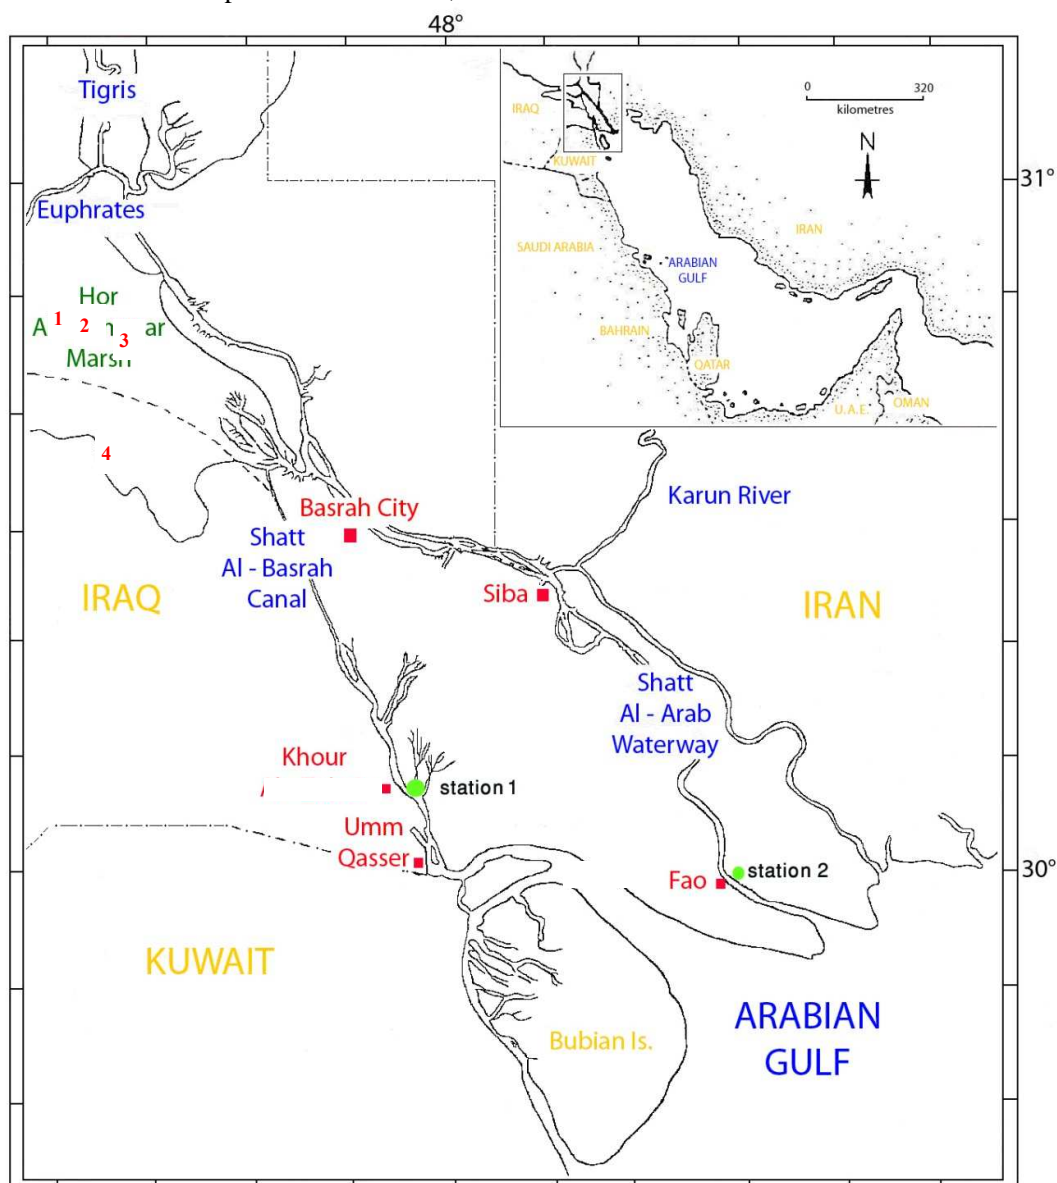 48°
Tigris
0 320
kilometres
IRAQ
N
KUWAIT
31°
Euphrates
IRAN
SAUDI ARABIA
ARABIAN
GULF
Hor
1 2 3
A ar
BAHRAIN
QATAR
U.A.E.
OMAN
4
Karun River
Basrah City
Shatt
Al - Basrah
Canal
IRAQ
Siba
IRAN
Shatt
Al - Arab
Waterway
Khour
station 1
Umm
Qasser
30°
station 2
Fao
KUWAIT
ARABIAN
GULF
Bubian Is.